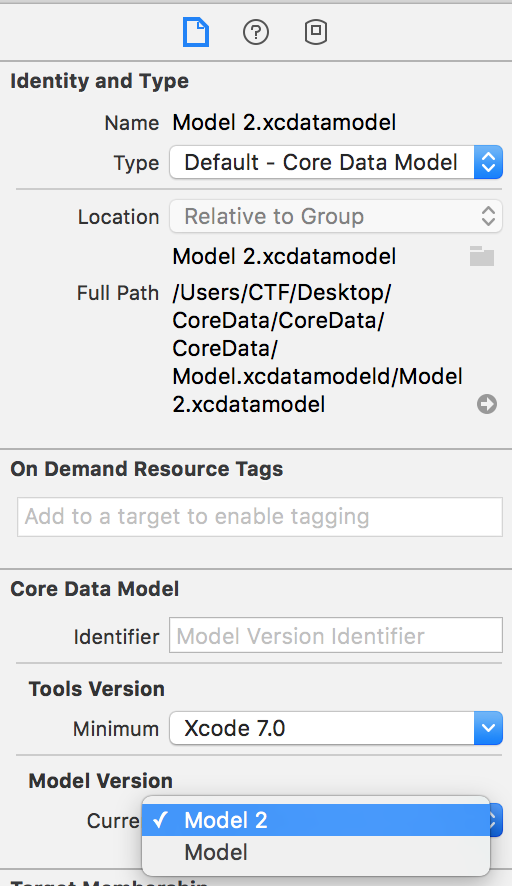 Identity and Type
Name Model 2.xcdatamodel
Type Default - Core Data Model
Location Relative to Group
Model 2.xcdatamodel
Full Path /Users/CTF/Desktop/
CoreData/CoreData/
CoreData/
Model.xcdatamodeld/Model
2.xcdatamodel
On Demand Resource Tags
Add to a target to enable tagging
Core Data Model
Identifier Model Version Identifier
Tools Version
Minimum Xcode 7.0
Model Version
Curre ✓ Model 2
Model
Target Membership